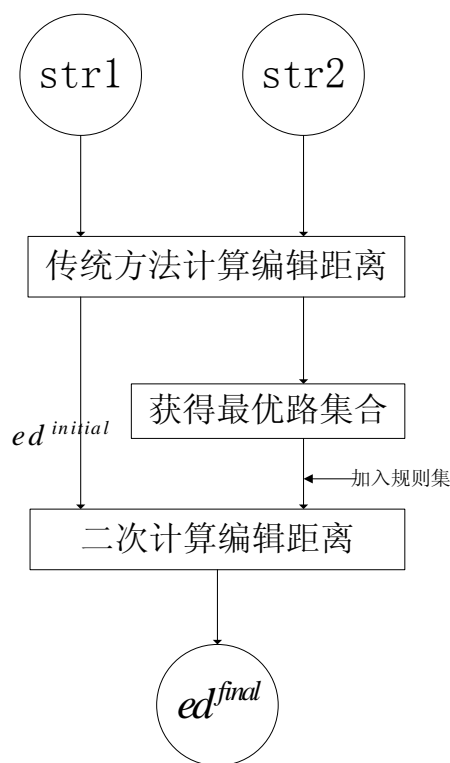 str1
str2
传统方法计算编辑距离
获得最优路集合
ed^initial
加入规则集
二次计算编辑距离
ed^final